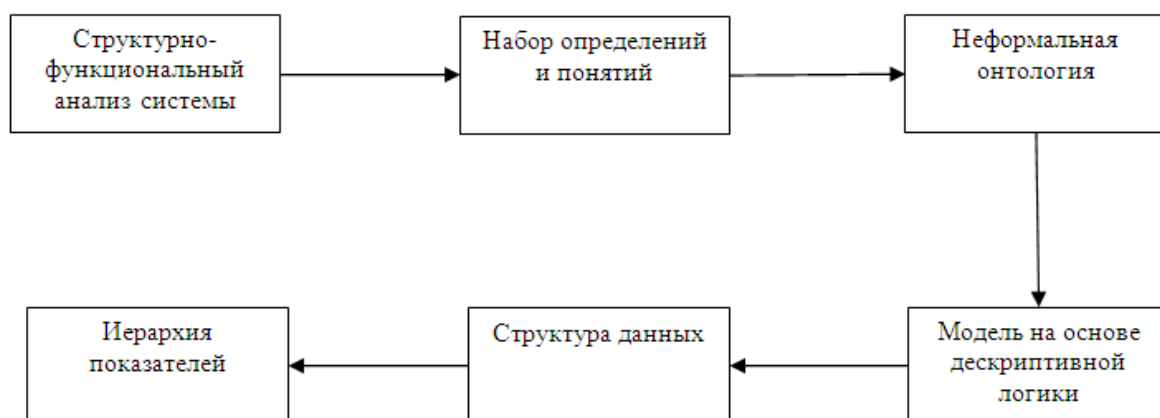 Структурно-
функциональный
анализ системы
Набор определений
и понятий
Неформальная
онтология
Модель на основе
дескриптивной
логики
Структура данных
Иерархия
показателей